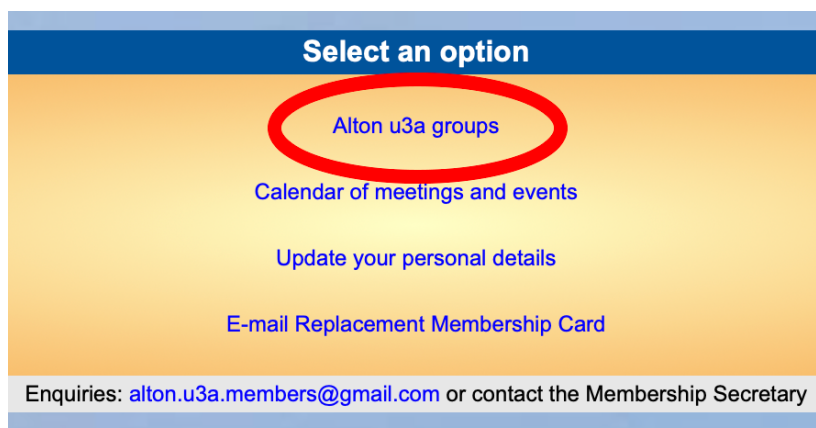 Select an option
Alton u3a groups
Calendar of meetings and events
Update your personal details
E-mail Replacement Membership Card
Enquiries: alton.u3a.members@gmail.com or contact the Membership Secretary